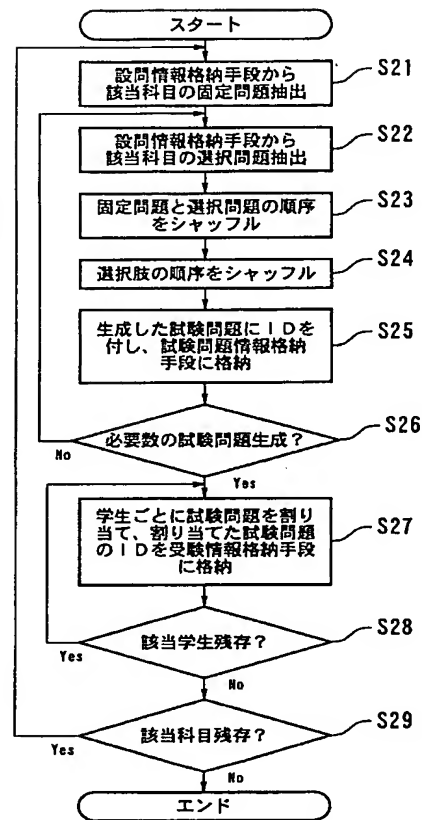 スタート
設問情報格納手段から
該当科目の固定問題抽出
S21
設問情報格納手段から
該当科目の選択問題抽出
S22
固定問題と選択問題の順序
をシャッフル
S23
選択肢の順序をシャッフル
S24
生成した試験問題にIDを
付し、試験問題情報格納
手段に格納
S25
必要数の試験問題生成？
S26
No
Yes
学生ごとに試験問題を割り
当て、割り当てた試験問題
のIDを受験情報格納手段
に格納
S27
該当学生残存？
S28
Yes
No
該当科目残存？
S29
Yes
No
エンド